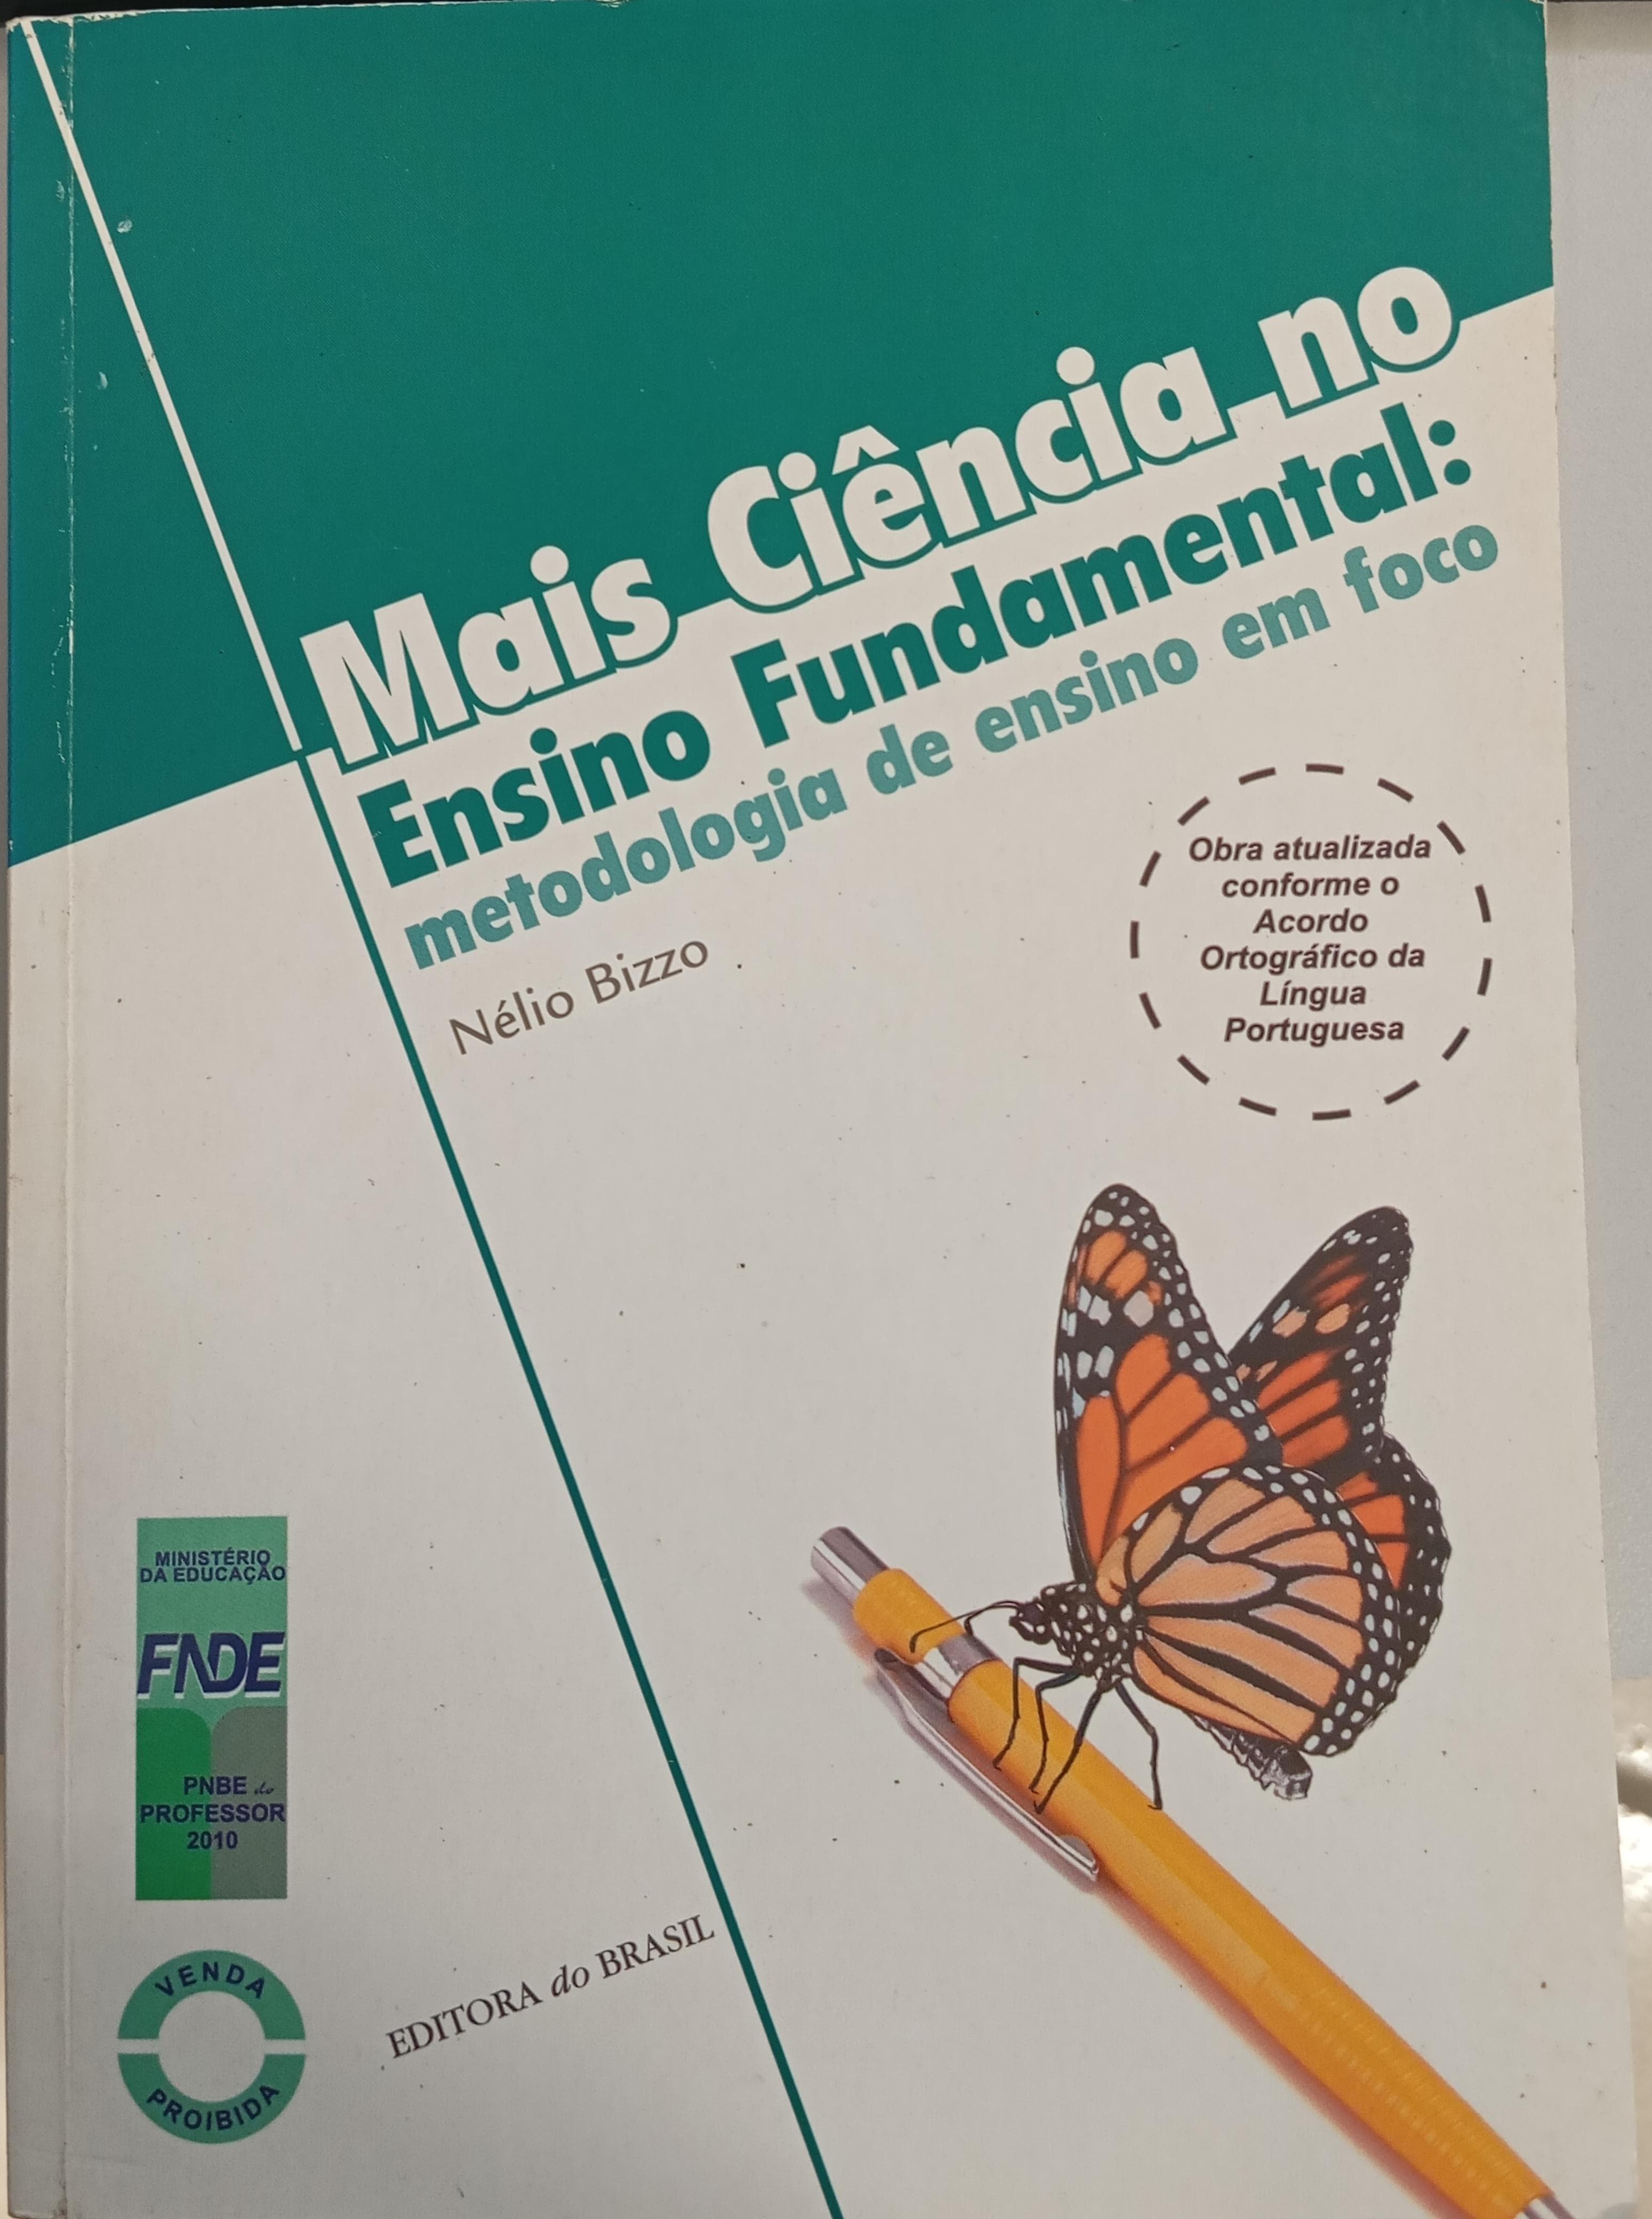 Mais Ciência no
Ensino Fundamental:
metodologia de ensino em foco
Nélio Bizzo
Obra atualizada
conforme o
Acordo
Ortográfico da
Língua
Portuguesa
MINISTÉRIO
DA EDUCAÇÃO
FNDE
PNBE do
PROFESSOR
2010
VENDA
PROIBIDA
EDITORA do BRASIL